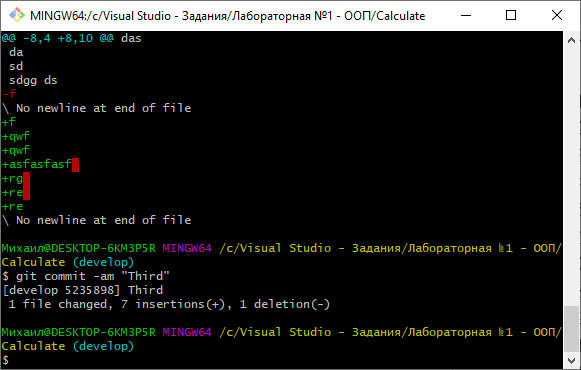 MINGW64:/c/Visual Studio - Задания/Лабораторная №1 - ООП/Calculate
@@ -8,4 +8,10 @@ das
 da
 sd
 sdgg ds
-f
\ No newline at end of file
+f
+qwf
+qwf
+asfasfasf
+rg
+re
+re
\ No newline at end of file
Михаил@DESKTOP-6KM3P5R MINGW64 /c/Visual Studio - Задания/Лабораторная №1 - ООП/
Calculate (develop)
$ git commit -am "Third"
[develop 5235898] Third
 1 file changed, 7 insertions(+), 1 deletion(-)
Михаил@DESKTOP-6KM3P5R MINGW64 /c/Visual Studio - Задания/Лабораторная №1 - ООП/
Calculate (develop)
$